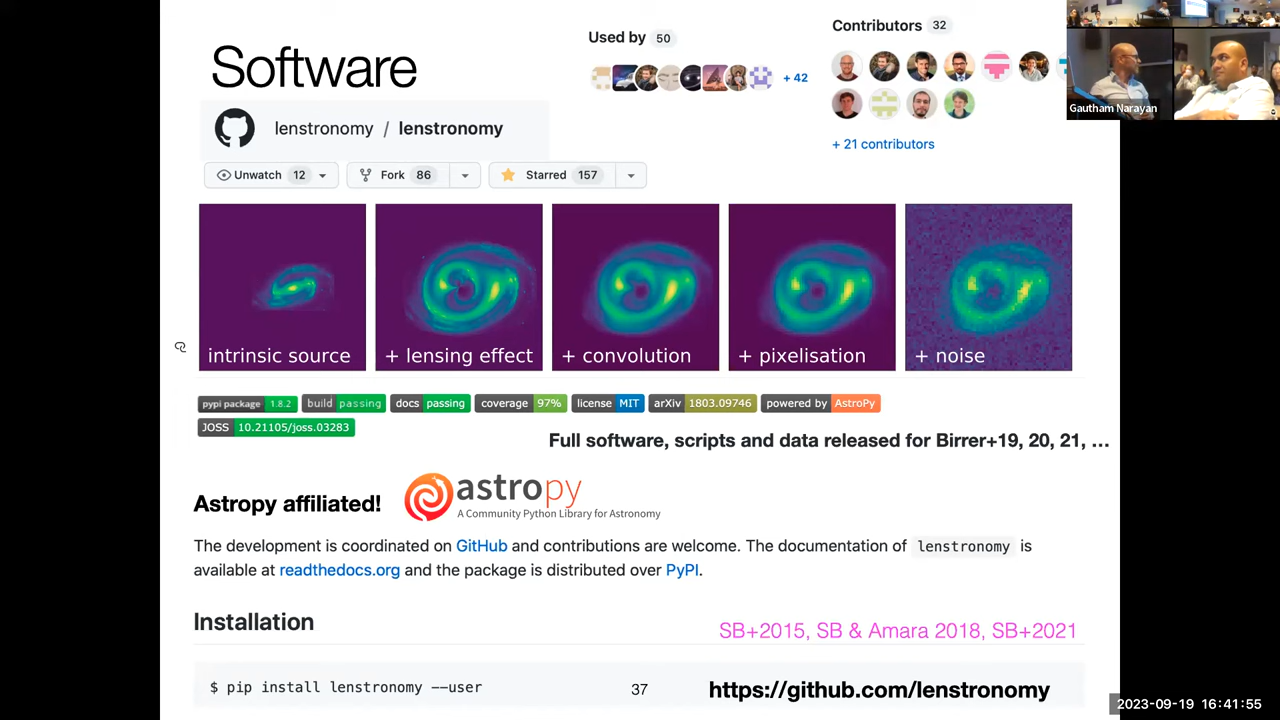 Software
Used by 50
+ 42
Contributors 32
+ 21 contributors
Gautham Narayan
lenstronomy / lenstronomy
Unwatch 12
Fork 86
Starred 157
intrinsic source
+ lensing effect
+ convolution
+ pixelisation
+ noise
pypi package 1.8.2
build passing
docs passing
coverage 97%
license MIT
arXiv 1803.09746
powered by AstroPy
JOSS 10.21105/joss.03283
Full software, scripts and data released for Birrer+19, 20, 21, ...
Astropy affiliated!
astropy
A Community Python Library for Astronomy
The development is coordinated on GitHub and contributions are welcome. The documentation of lenstronomy is
available at readthedocs.org and the package is distributed over PyPI.
Installation
SB+2015, SB & Amara 2018, SB+2021
$ pip install lenstronomy --user
37
https://github.com/lenstronomy
2023-09-19 16:41:55